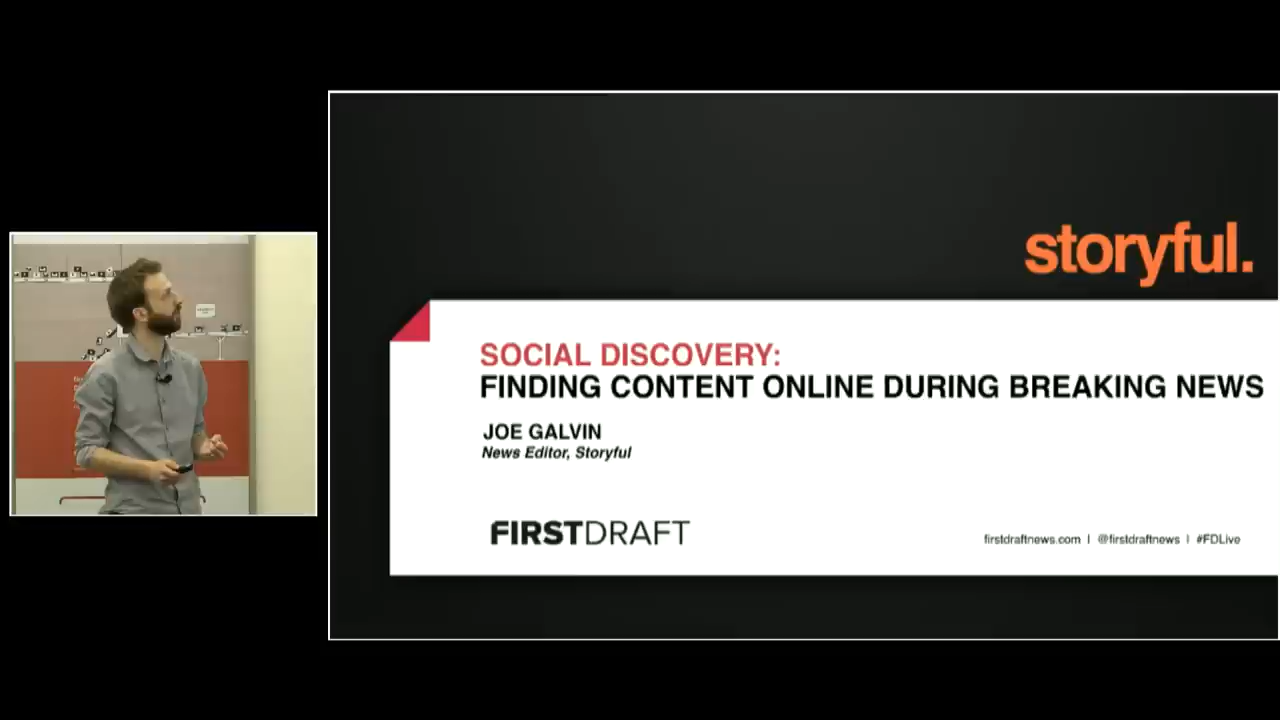 storyful.
SOCIAL DISCOVERY:
FINDING CONTENT ONLINE DURING BREAKING NEWS
JOE GALVIN
News Editor, Storyful
FIRSTDRAFT
firstdraftnews.com | @firstdraftnews | #FDLive